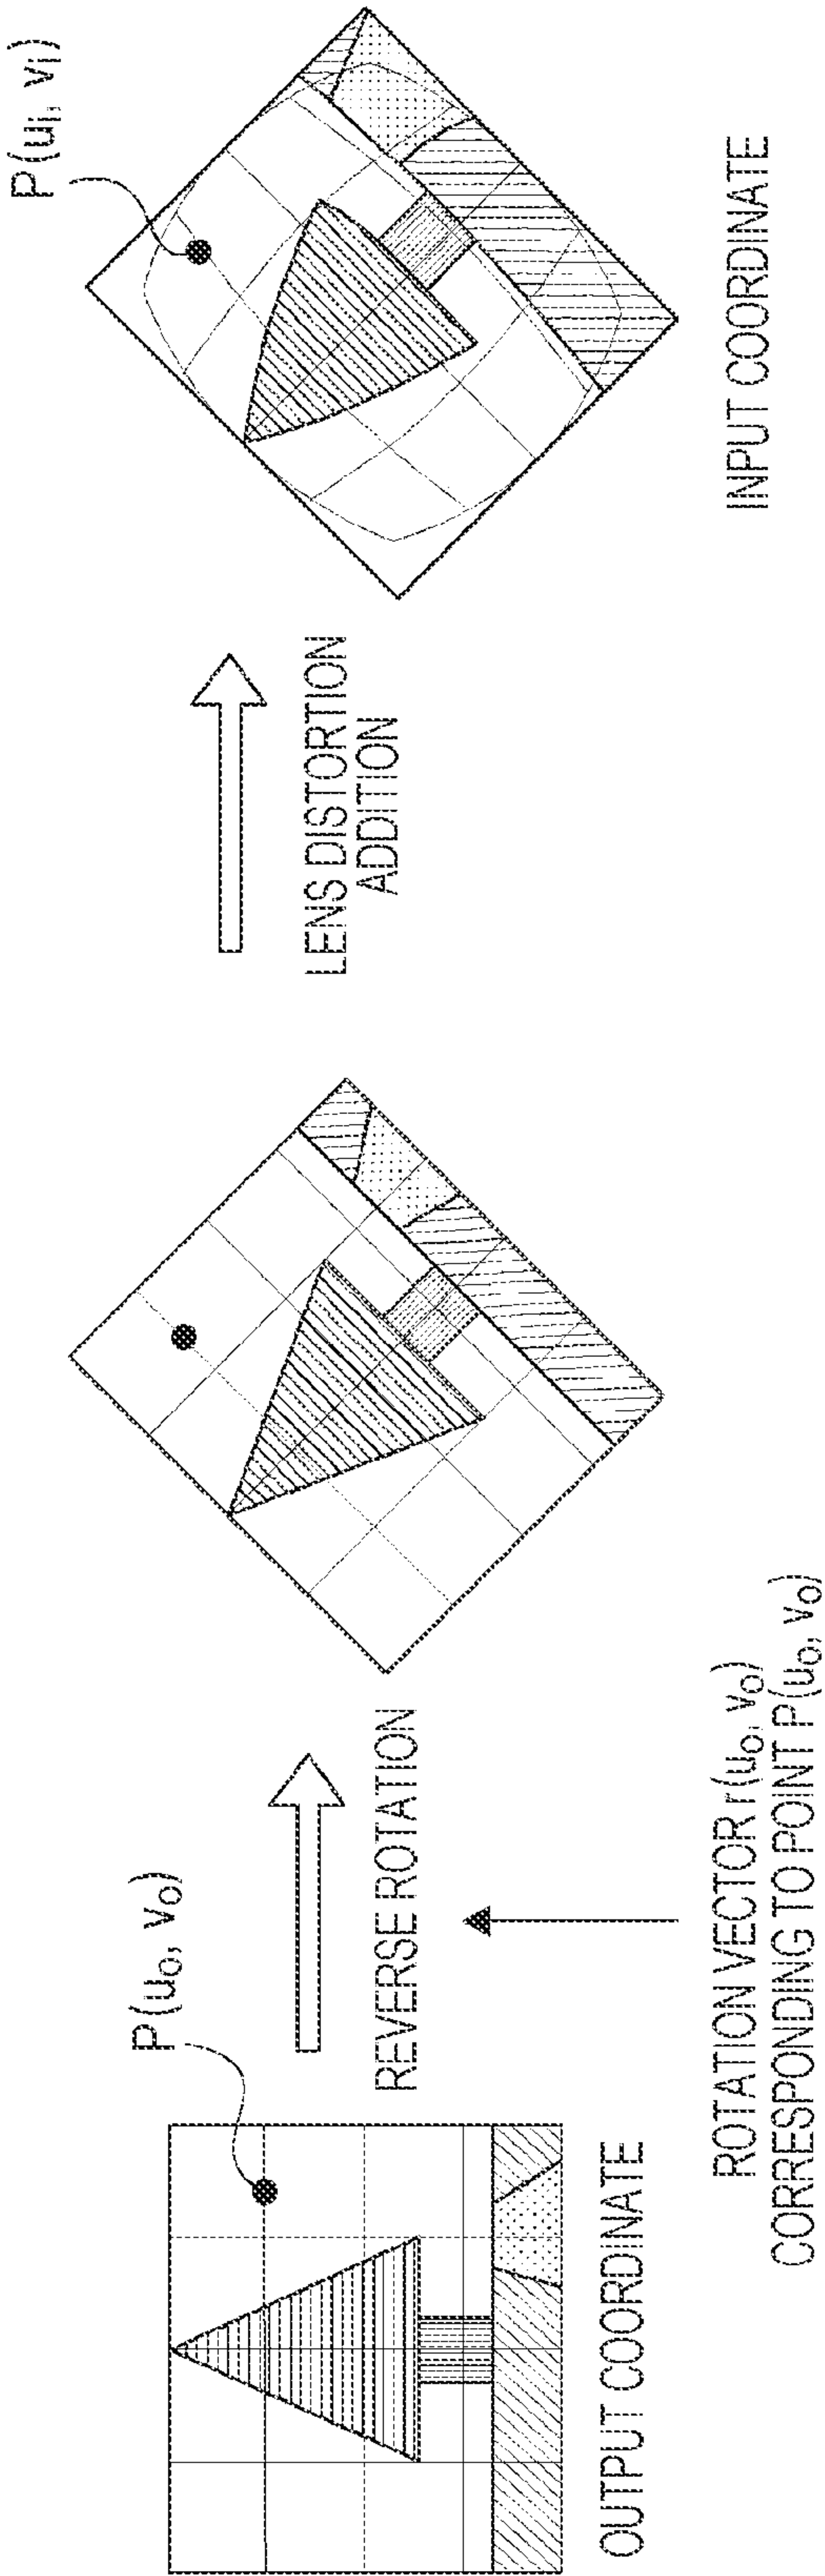 P(uₒ, vₒ)
OUTPUT COORDINATE
REVERSE ROTATION
ROTATION VECTOR r(uₒ, vₒ)
CORRESPONDING TO POINT P(uₒ, vₒ)
LENS DISTORTION
ADDITION
P(uᵢ, vᵢ)
INPUT COORDINATE